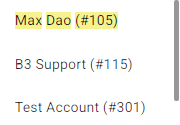 Max Dao (#105)
B3 Support (#115)
Test Account (#301)